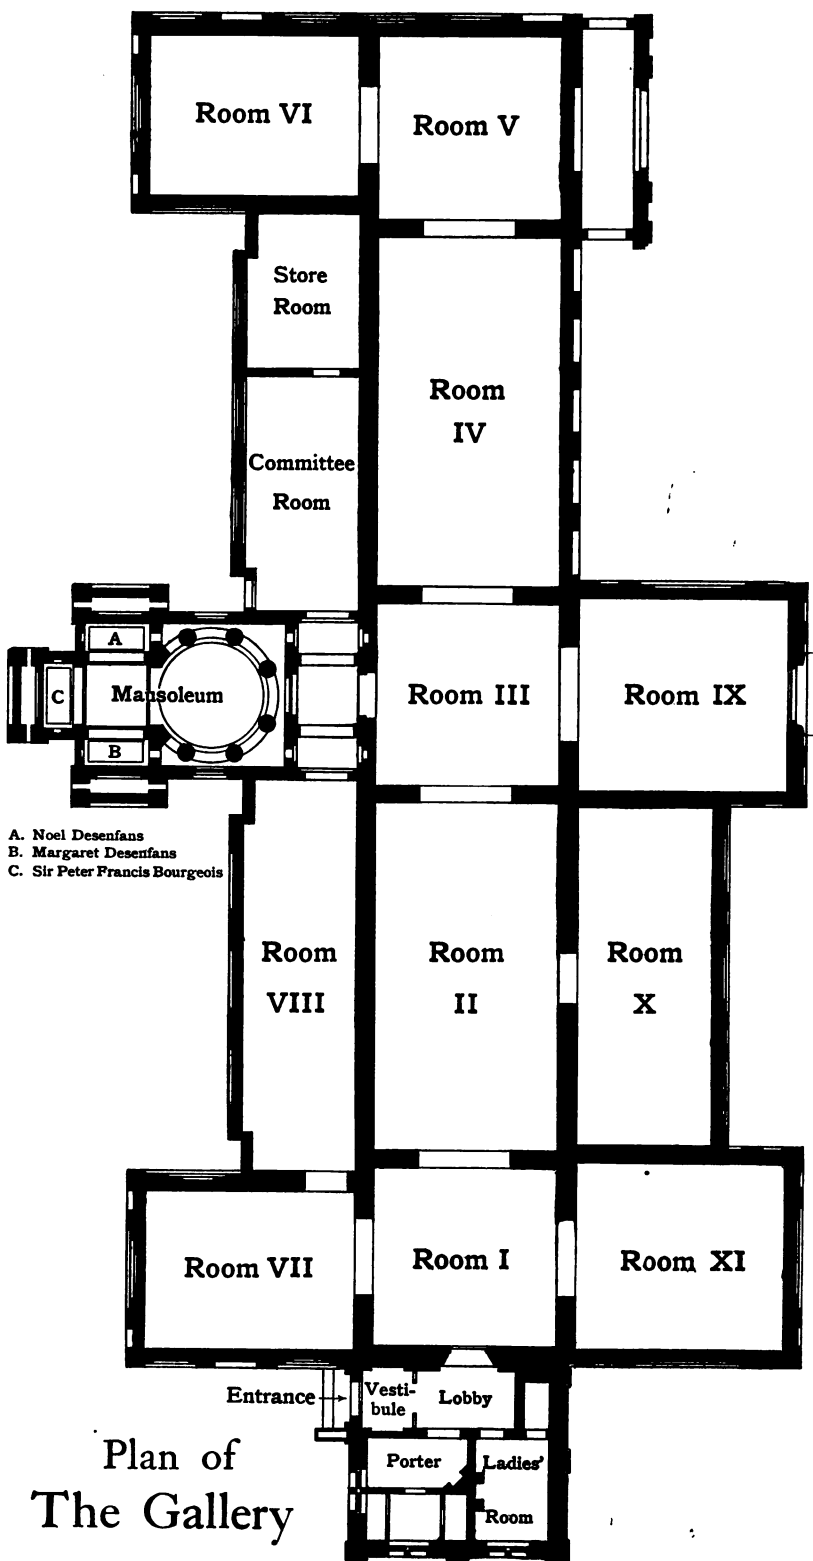 Room VI
Room V
Store
Room
Room
IV
Committee
Room
A
C
Mausoleum
B
Room III
Room IX
A. Noel Desenfans
B. Margaret Desenfans
C. Sir Peter Francis Bourgeois
Room
VIII
Room
II
Room
X
Room VII
Room I
Room XI
Entrance
Vesti-
bule
Lobby
Porter
Ladies'
Room
Plan of
The Gallery